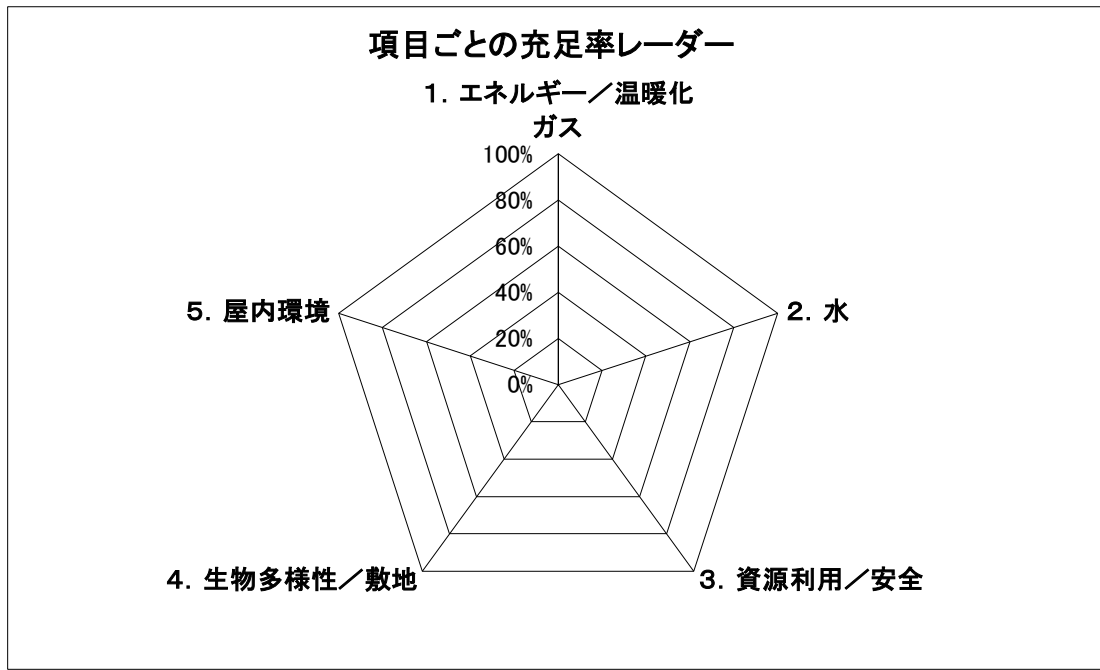 項目ごとの充足率レーダー
1. エネルギー／温暖化
ガス
100%
80%
60%
40%
20%
0%
2. 水
3. 資源利用／安全
4. 生物多様性／敷地
5. 屋内環境